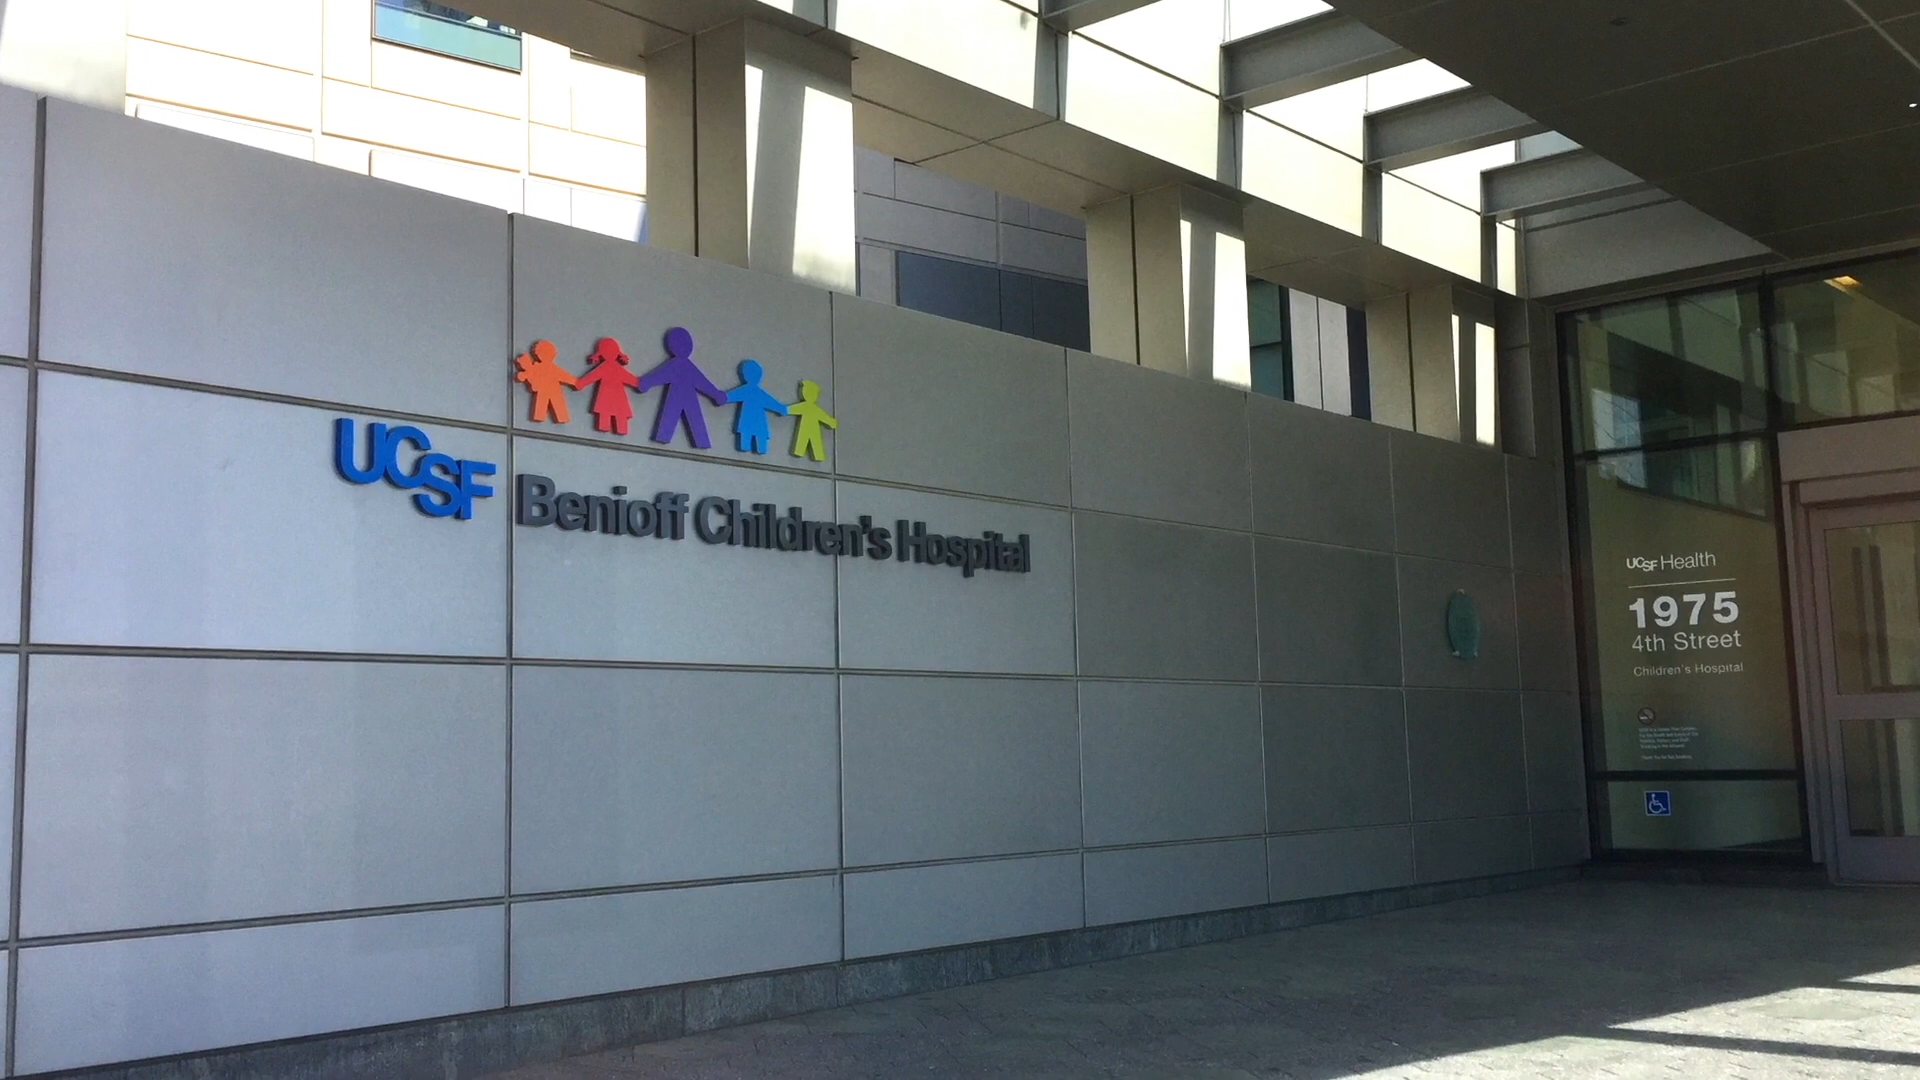 UCSF Benioff Children's Hospital
UCSF Health
1975
4th Street
Children's Hospital